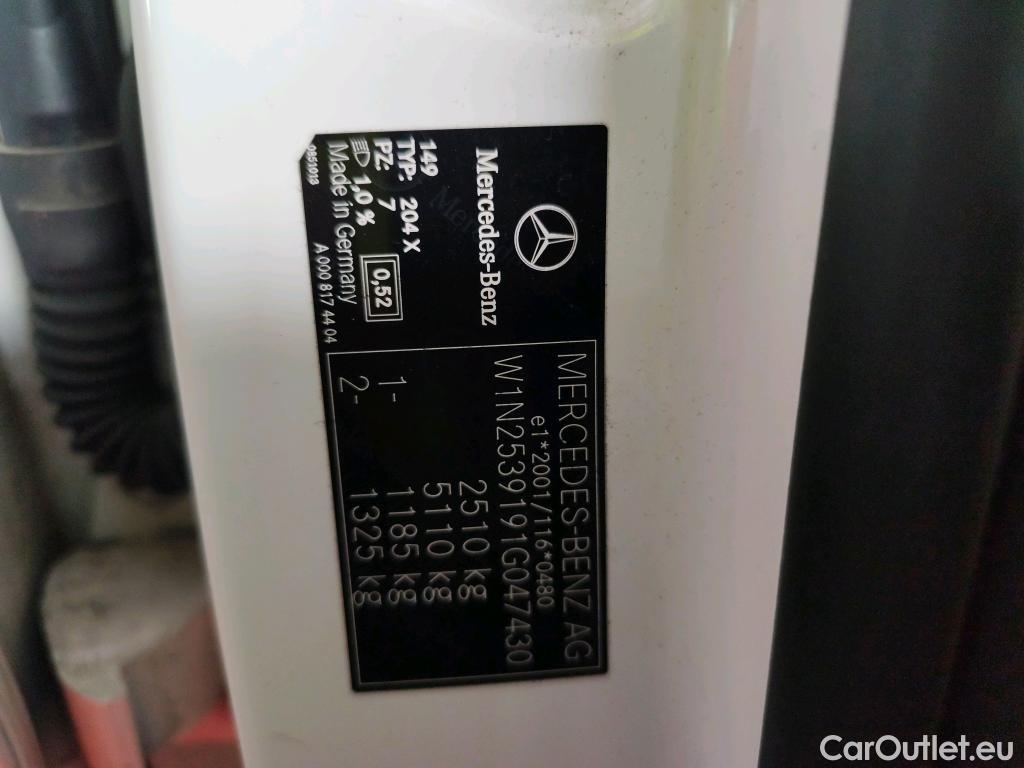 Mercedes-Benz
149
TYP: 204 X
PZ: 7
1,0 %
0,52
Made in Germany
0851013 A 000 817 44 04
MERCEDES-BENZ AG
e1*2001/116*0480
W1N2539191G047430
2510 kg
5110 kg
1- 1185 kg
2- 1325 kg
CarOutlet.eu